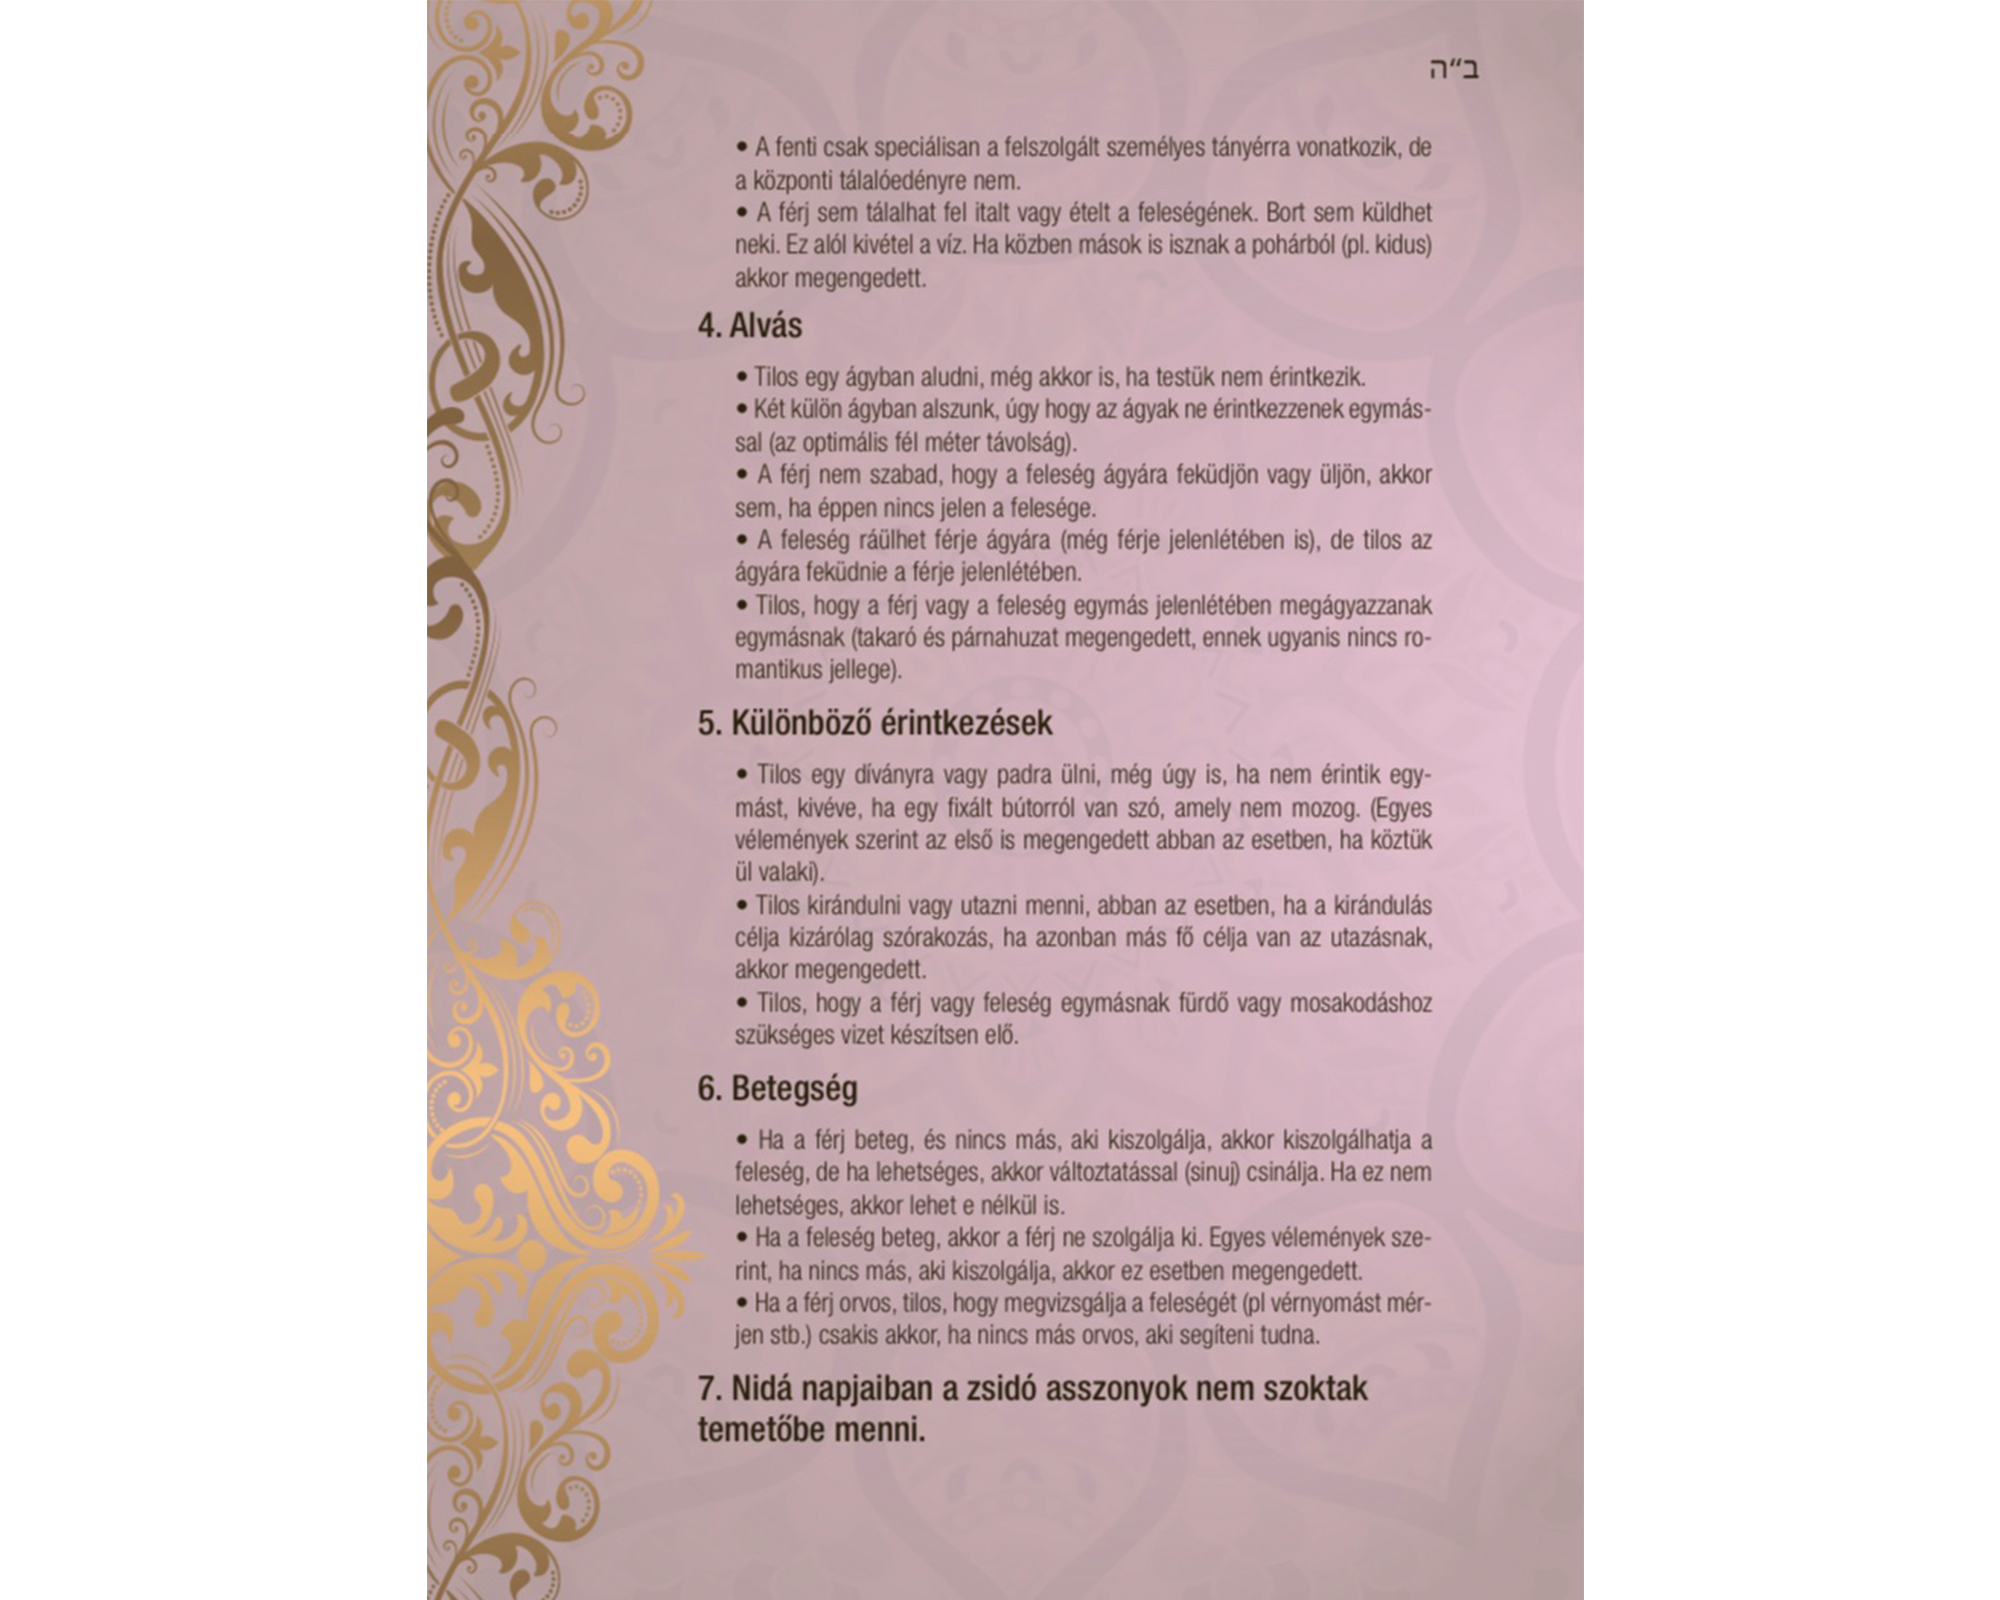 ב״ה
• A fenti csak speciálisan a felszolgált személyes tányérra vonatkozik, de
a központi tálalóedényre nem.
• A férj sem tálalhat fel italt vagy ételt a feleségének. Bort sem küldhet
neki. Ez alól kivétel a víz. Ha közben mások is isznak a pohárból (pl. kidus)
akkor megengedett.
4. Alvás
• Tilos egy ágyban aludni, még akkor is, ha testük nem érintkezik.
• Két külön ágyban alszunk, úgy hogy az ágyak ne érintkezzenek egymás-
sal (az optimális fél méter távolság).
• A férj nem szabad, hogy a feleség ágyára feküdjön vagy üljön, akkor
sem, ha éppen nincs jelen a felesége.
• A feleség ráülhet férje ágyára (még férje jelenlétében is), de tilos az
ágyára feküdnie a férje jelenlétében.
• Tilos, hogy a férj vagy a feleség egymás jelenlétében megágyazzanak
egymásnak (takaró és párnahuzat megengedett, ennek ugyanis nincs ro-
mantikus jellege).
5. Különböző érintkezések
• Tilos egy díványra vagy padra ülni, még úgy is, ha nem érintik egy-
mást, kivéve, ha egy fixált bútorról van szó, amely nem mozog. (Egyes
vélemények szerint az első is megengedett abban az esetben, ha köztük
ül valaki).
• Tilos kirándulni vagy utazni menni, abban az esetben, ha a kirándulás
célja kizárólag szórakozás, ha azonban más fő célja van az utazásnak,
akkor megengedett.
• Tilos, hogy a férj vagy feleség egymásnak fürdő vagy mosakodáshoz
szükséges vizet készítsen elő.
6. Betegség
• Ha a férj beteg, és nincs más, aki kiszolgálja, akkor kiszolgálhatja a
feleség, de ha lehetséges, akkor változtatással (sinuj) csinálja. Ha ez nem
lehetséges, akkor lehet e nélkül is.
• Ha a feleség beteg, akkor a férj ne szolgálja ki. Egyes vélemények sze-
rint, ha nincs más, aki kiszolgálja, akkor ez esetben megengedett.
• Ha a férj orvos, tilos, hogy megvizsgálja a feleségét (pl vérnyomást mér-
jen stb.) csakis akkor, ha nincs más orvos, aki segíteni tudna.
7. Nidá napjaiban a zsidó asszonyok nem szoktak
temetőbe menni.